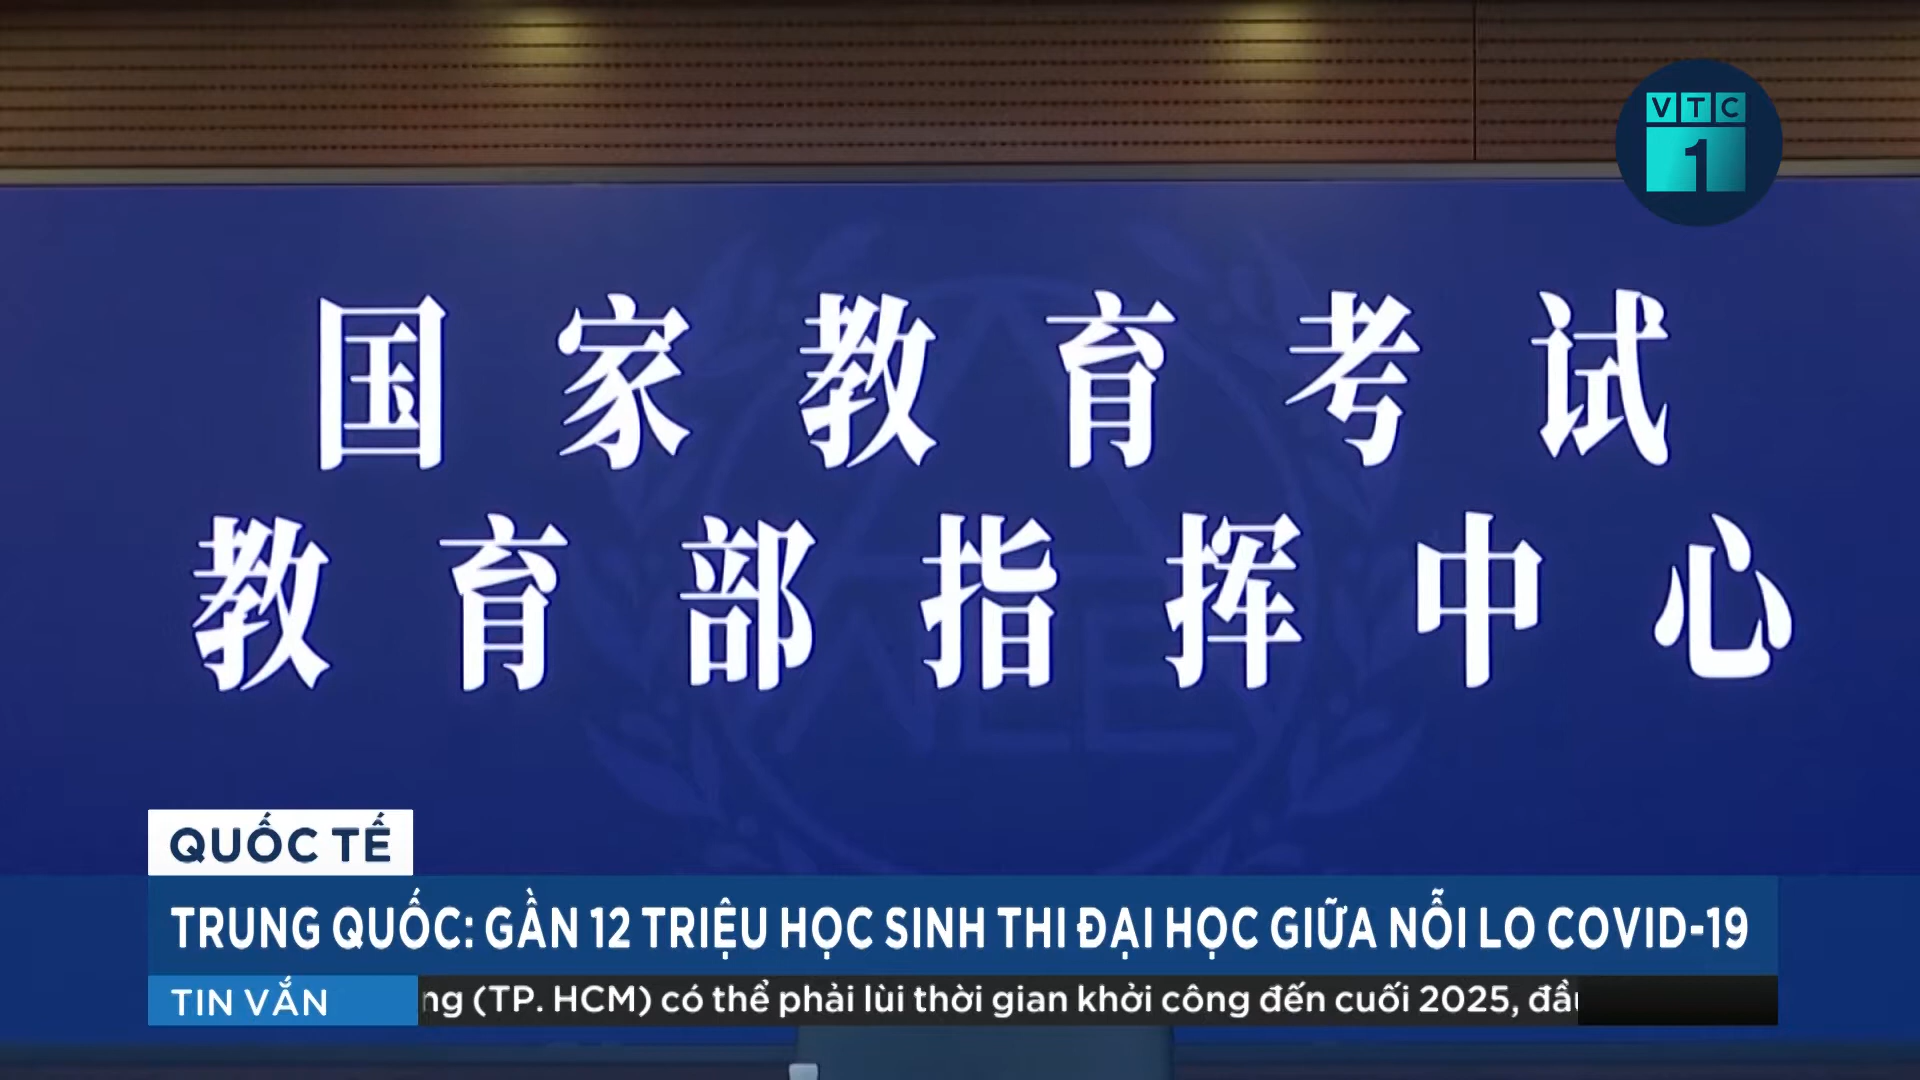 VTC
1
国家教育考试
教育部指挥中心
QUỐC TẾ
TRUNG QUỐC: GẦN 12 TRIỆU HỌC SINH THI ĐẠI HỌC GIỮA NỖI LO COVID-19
TIN VẮN
ng (TP. HCM) có thể phải lùi thời gian khởi công đến cuối 2025, đầu